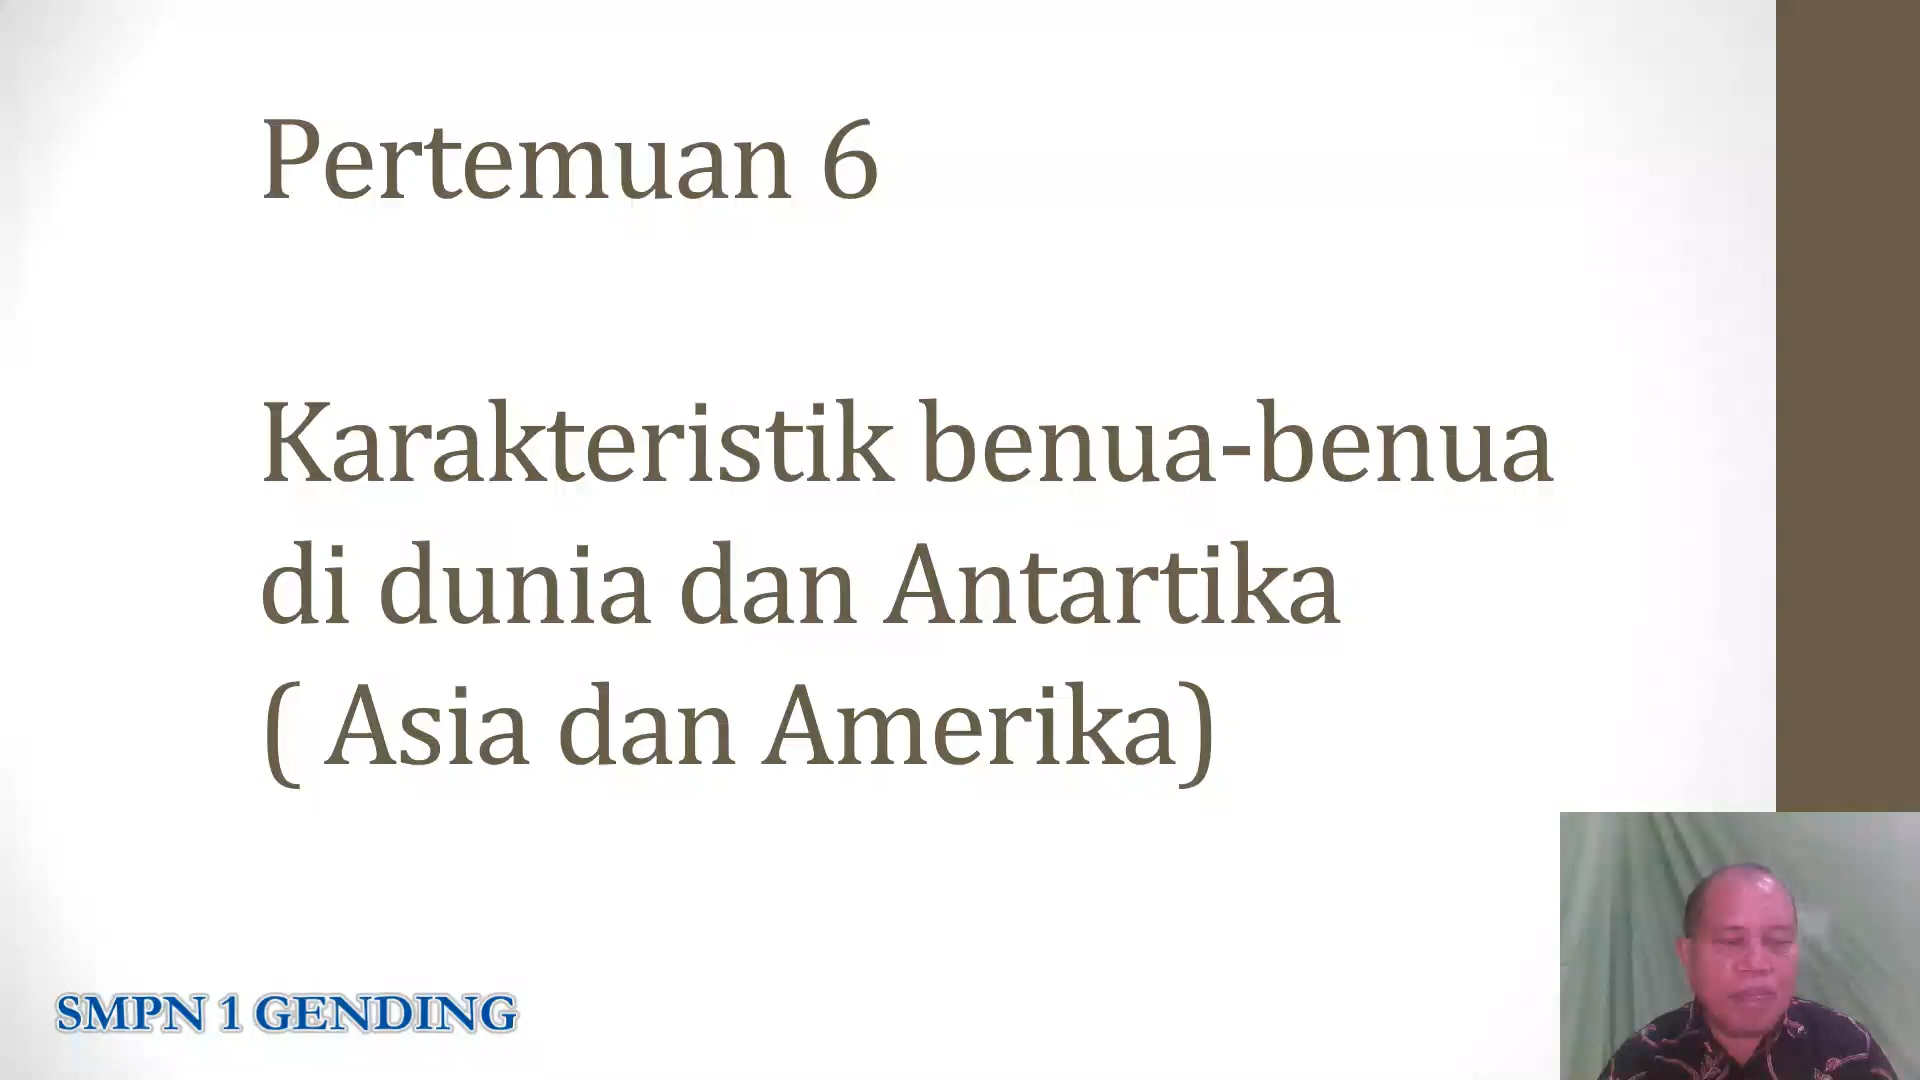 Pertemuan 6
Karakteristik benua-benua
di dunia dan Antartika
( Asia dan Amerika)
SMPN 1 GENDING